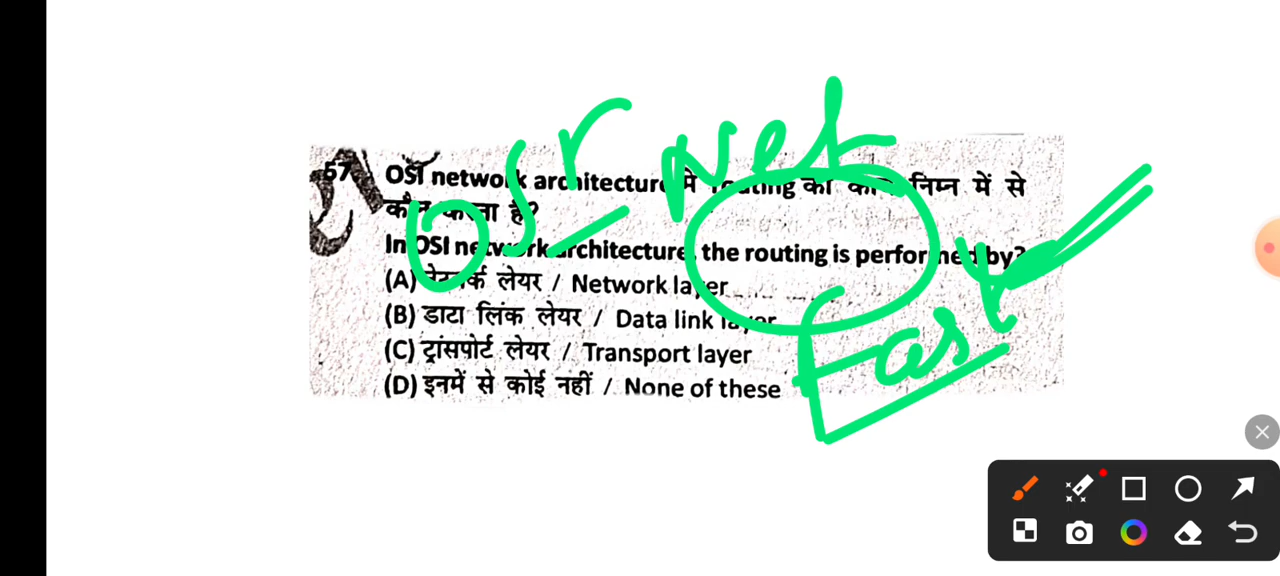 OSI - Net
57. OSI network architecture में routing का कार्य निम्न में से
कौन करता है?
In OSI network architecture, the routing is performed by?
(A) नेटवर्क लेयर / Network layer
(B) डाटा लिंक लेयर / Data link layer
(C) ट्रांसपोर्ट लेयर / Transport layer
(D) इनमें से कोई नहीं / None of these
Fast